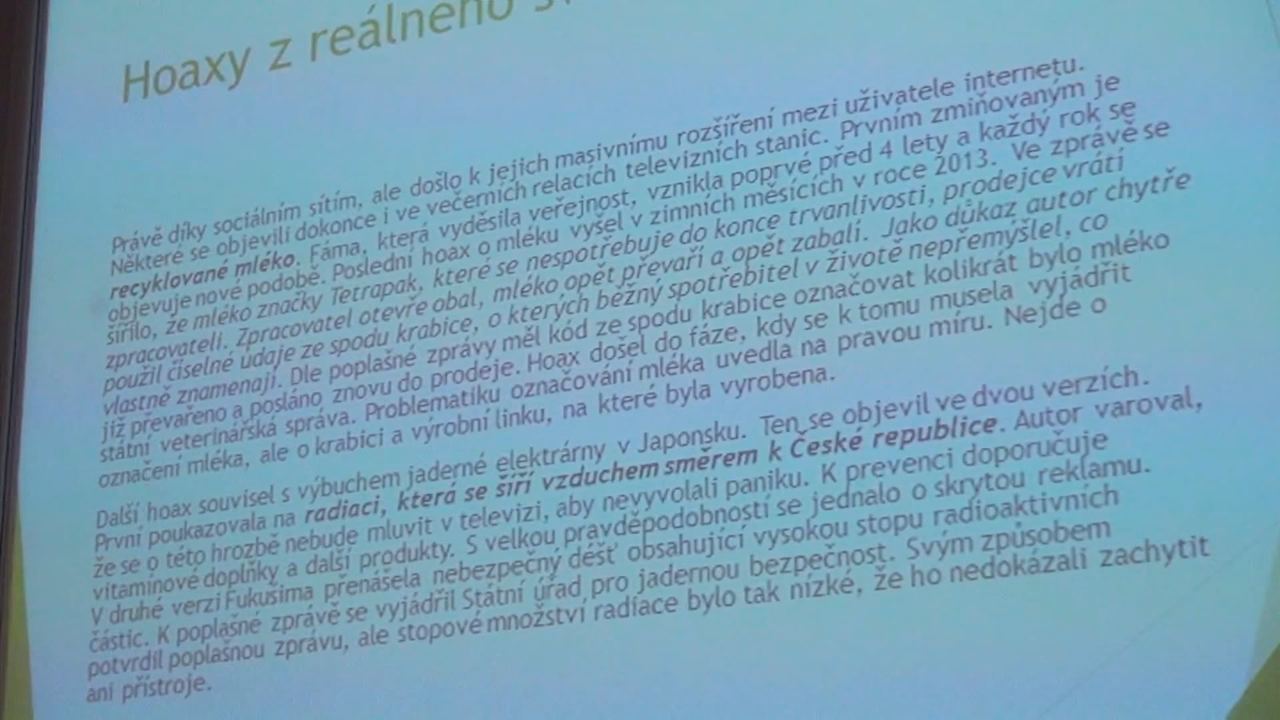 Hoaxy z reálného
Právě díky sociálním sítím, ale došlo k jejich masivnímu rozšíření mezi uživatele internetu.
Některé se objevili dokonce i ve večerních relacích televizních stanic. Prvním zmiňovaným je
recyklované mléko. Fáma, která vyděsila veřejnost, vznikla poprvé před 4 lety a každý rok se
objevuje nové podobě. Poslední hoax o mléku vyšel v zimních měsících v roce 2013. Ve zprávě se
šířilo, že mléko značky Tetrapak, které se nespotřebuje do konce trvanlivosti, prodejce vrátí
zpracovateli. Zpracovatel otevře obal, mléko opět převaří a opět zabalí. Jako důkaz autor chytře
použil číselné údaje ze spodu krabice, o kterých běžný spotřebitel v životě nepřemýšlel, co
vlastně znamenají. Dle poplašné zprávy měl kód ze spodu krabice označovat kolikrát bylo mléko
již převařeno a posláno znovu do prodeje. Hoax došel do fáze, kdy se k tomu musela vyjádřit
státní veterinářská správa. Problematiku označování mléka uvedla na pravou míru. Nejde o
označení mléka, ale o krabici a výrobní linku, na které byla vyrobena.
Další hoax souvisel s výbuchem jaderné elektrárny v Japonsku. Ten se objevil ve dvou verzích.
První poukazovala na radiaci, která se šíří vzduchem směrem k České republice. Autor varoval,
že se o této hrozbě nebude mluvit v televizi, aby nevyvolali paniku. K prevenci doporučuje
vitamínové doplňky a další produkty. S velkou pravděpodobností se jednalo o skrytou reklamu.
V druhé verzi Fukušima přenášela nebezpečný déšť obsahující vysokou stopu radioaktivních
částic. K poplašné zprávě se vyjádřil Státní úřad pro jadernou bezpečnost. Svým způsobem
potvrdil poplašnou zprávu, ale stopové množství radiace bylo tak nízké, že ho nedokázali zachytit
ani přístroje.